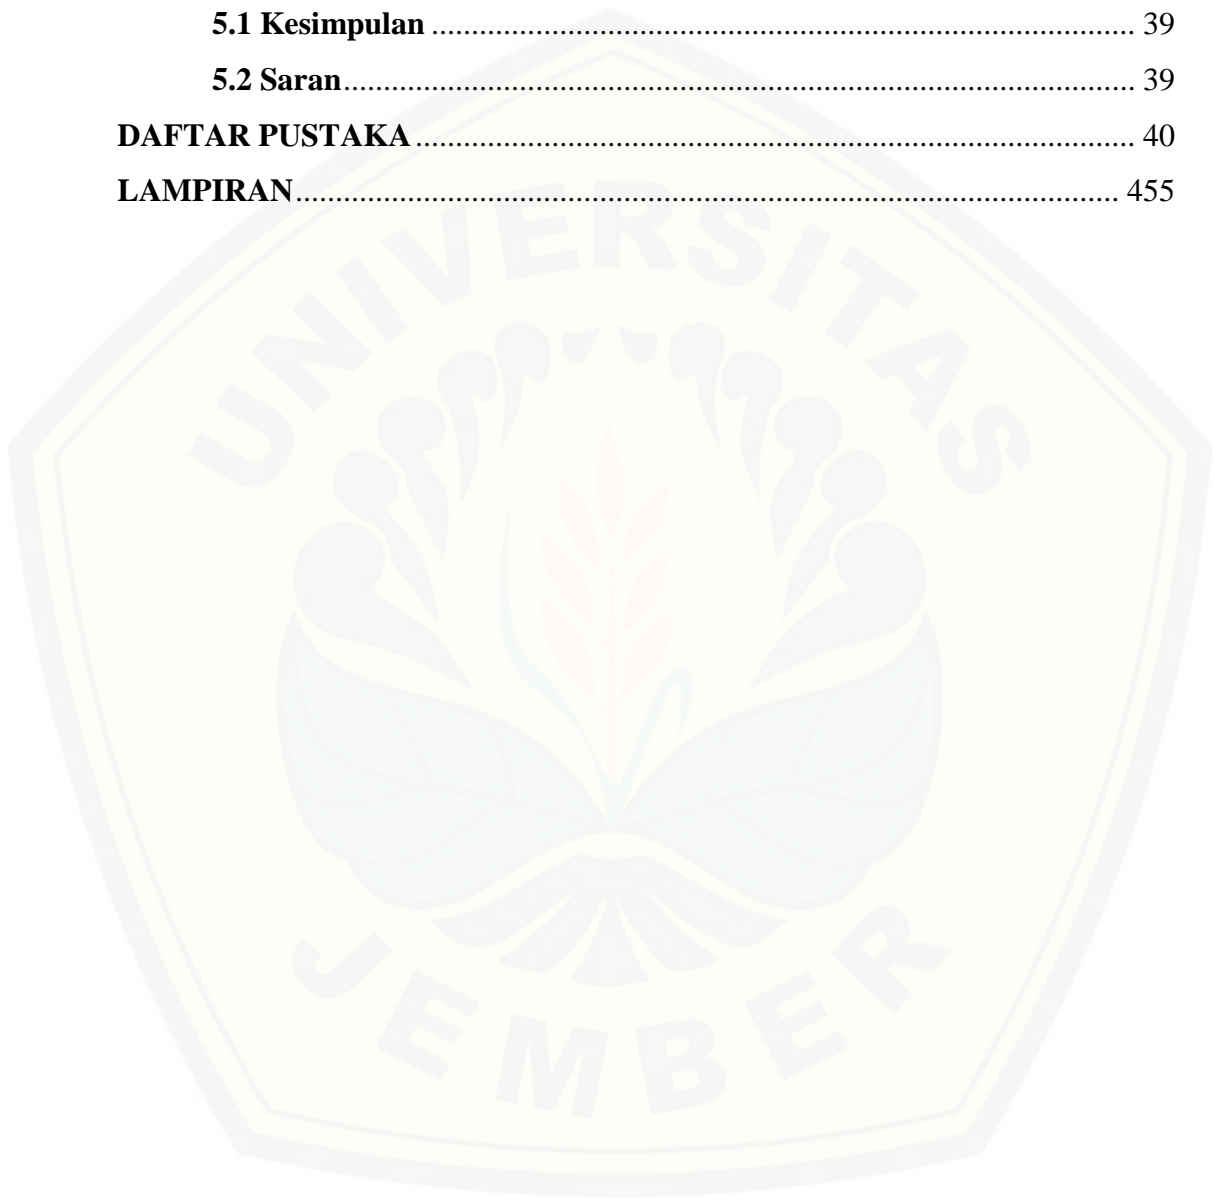 5.1 Kesimpulan ........................................................................................ 39
5.2 Saran................................................................................................... 39
DAFTAR PUSTAKA .......................................................................................... 40
LAMPIRAN....................................................................................................... 455
UNIVERSITAS
JEMBER